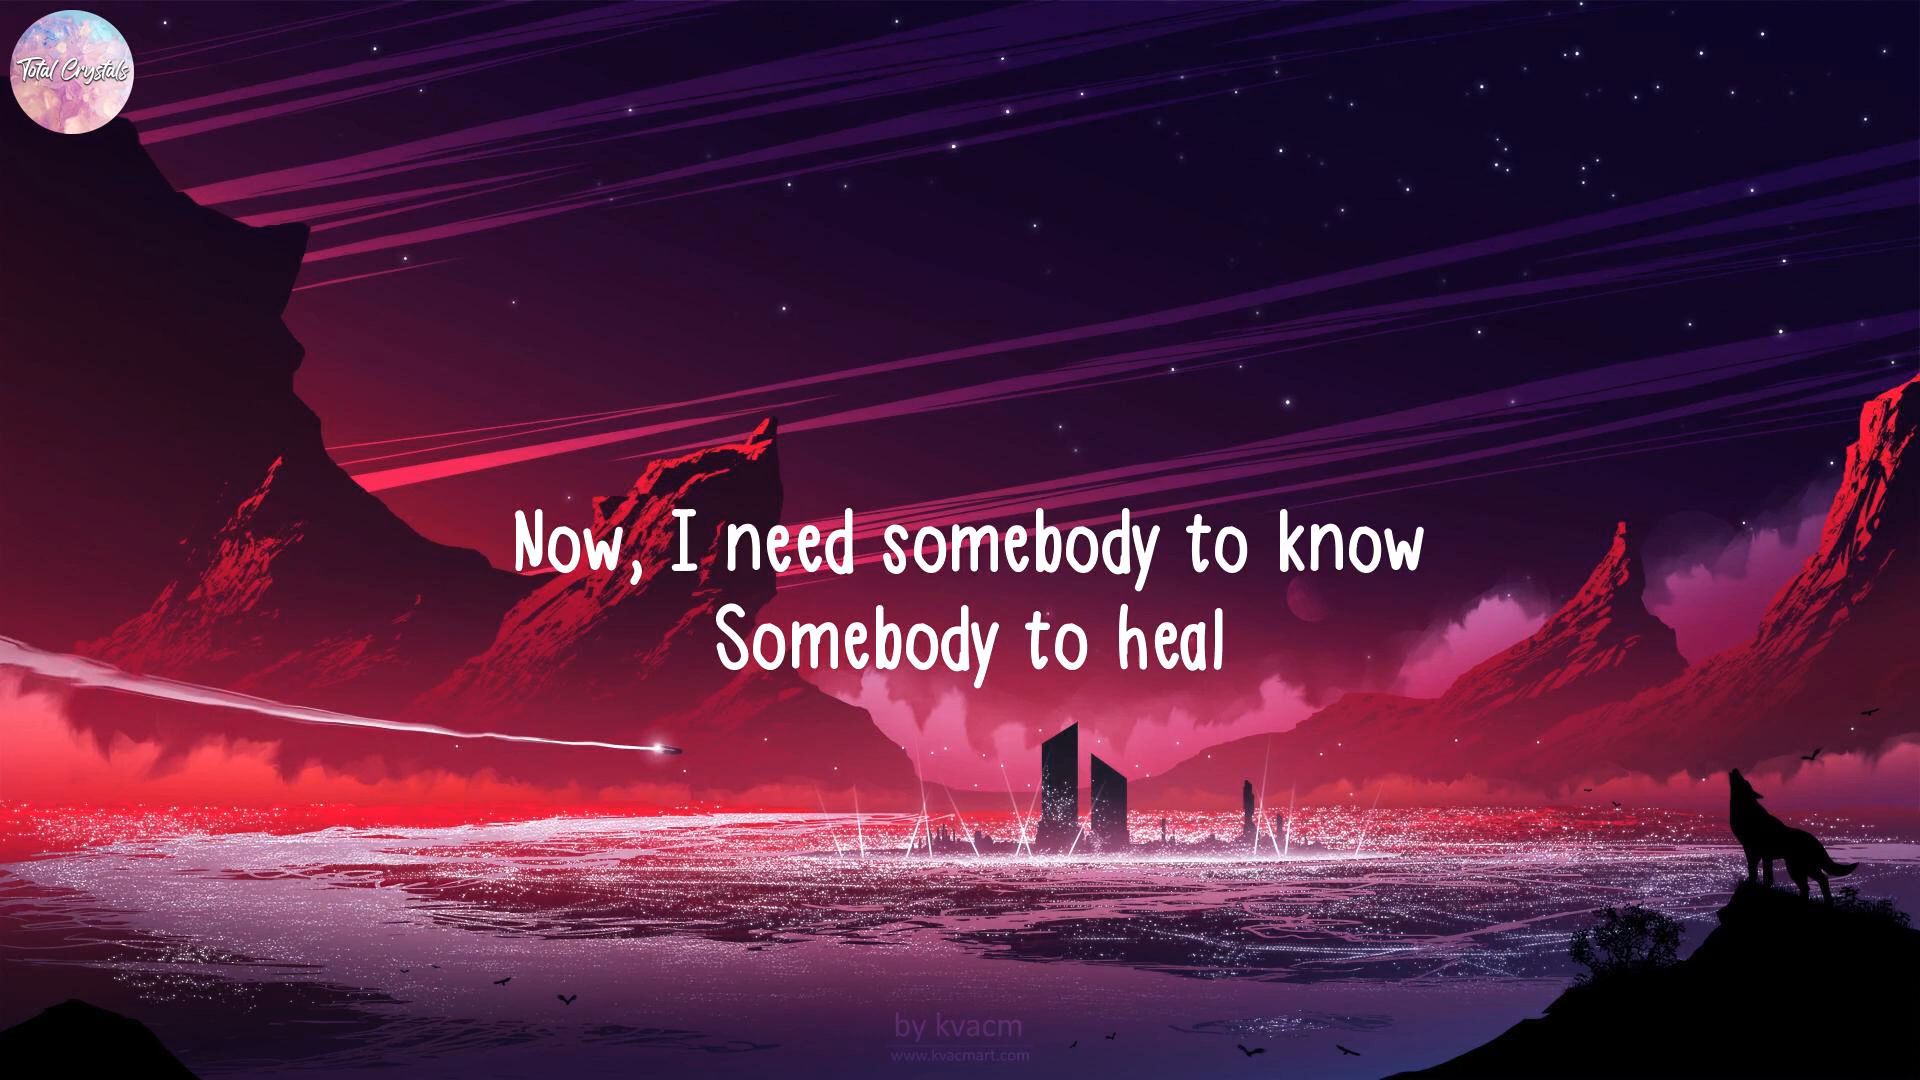 Total Crystals
Now, I need somebody to know
Somebody to heal
by kvacm
www.kvacmart.com